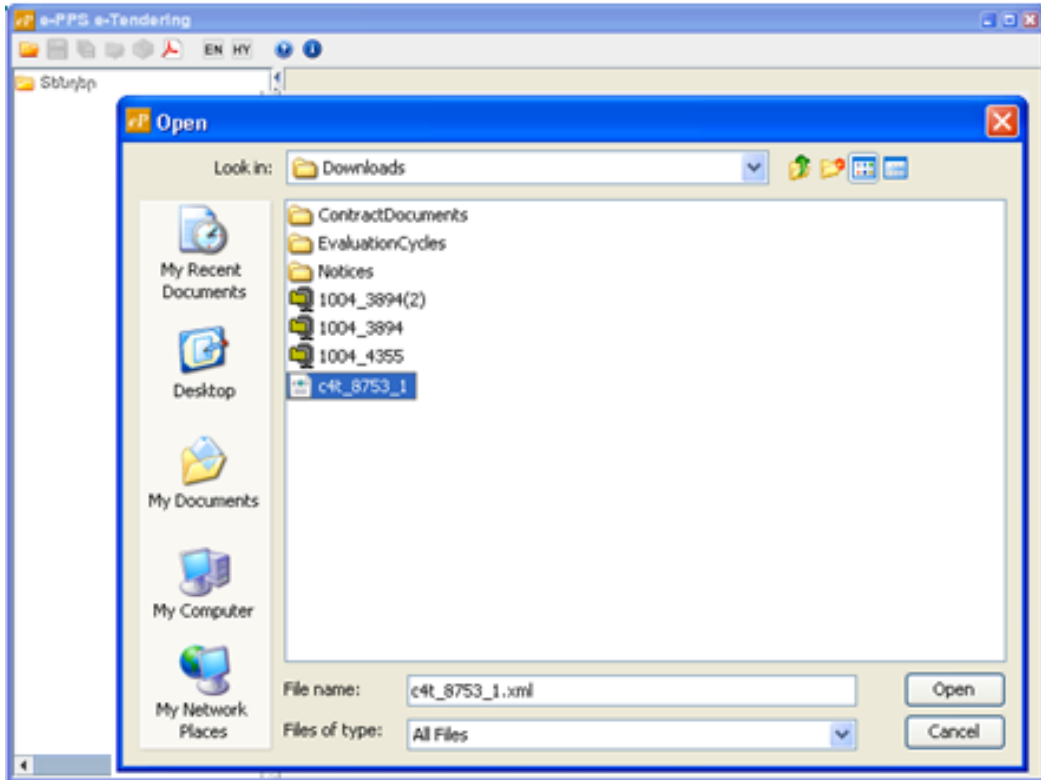 eP e-PPS e-Tendering
EN HY
Տենդեր
eP Open
Look in: Downloads
My Recent
Documents
Desktop
My Documents
My Computer
My Network
Places
ContractDocuments
EvaluationCycles
Notices
1004_3894(2)
1004_3894
1004_4355
c4t_8753_1
File name: c4t_8753_1.xml Open
Files of type: All Files Cancel